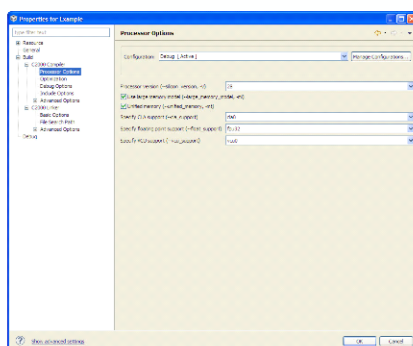 Properties for Example
type filter text
Processor Options
Resource
General
Build
C2000 Compiler
Processor Options
Optimization
Debug Options
Include Options
Advanced Options
C2000 Linker
Basic Options
File Search Path
Advanced Options
Debug
Configuration: Debug [ Active ]
Manage Configurations...
Processor version (--silicon_version, -v) 28
Use large memory model (--large_memory_model, -ml)
Unified memory (--unified_memory, -mt)
Specify CLA support (--cla_support) cla0
Specify floating point support (--float_support) fpu32
Specify VCU support (--vcu_support) vcu0
Show advanced settings
OK
Cancel